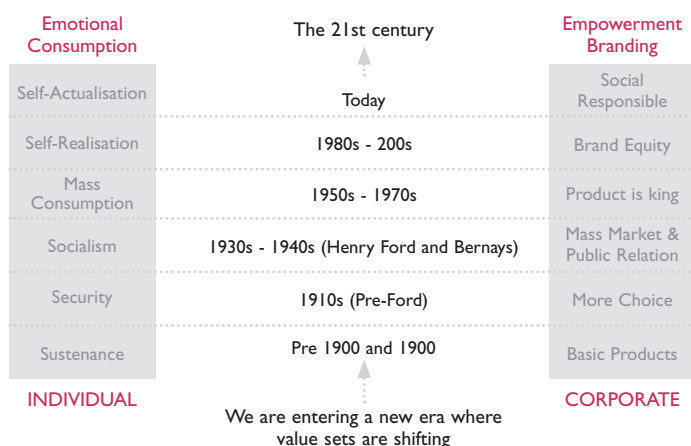 Emotional
Consumption
The 21st century
Empowerment
Branding
Self-Actualisation
Today
Social
Responsible
Self-Realisation
1980s - 200s
Brand Equity
Mass
Consumption
1950s - 1970s
Product is king
Socialism
1930s - 1940s (Henry Ford and Bernays)
Mass Market &
Public Relation
Security
1910s (Pre-Ford)
More Choice
Sustenance
Pre 1900 and 1900
Basic Products
INDIVIDUAL
CORPORATE
We are entering a new era where
value sets are shifting